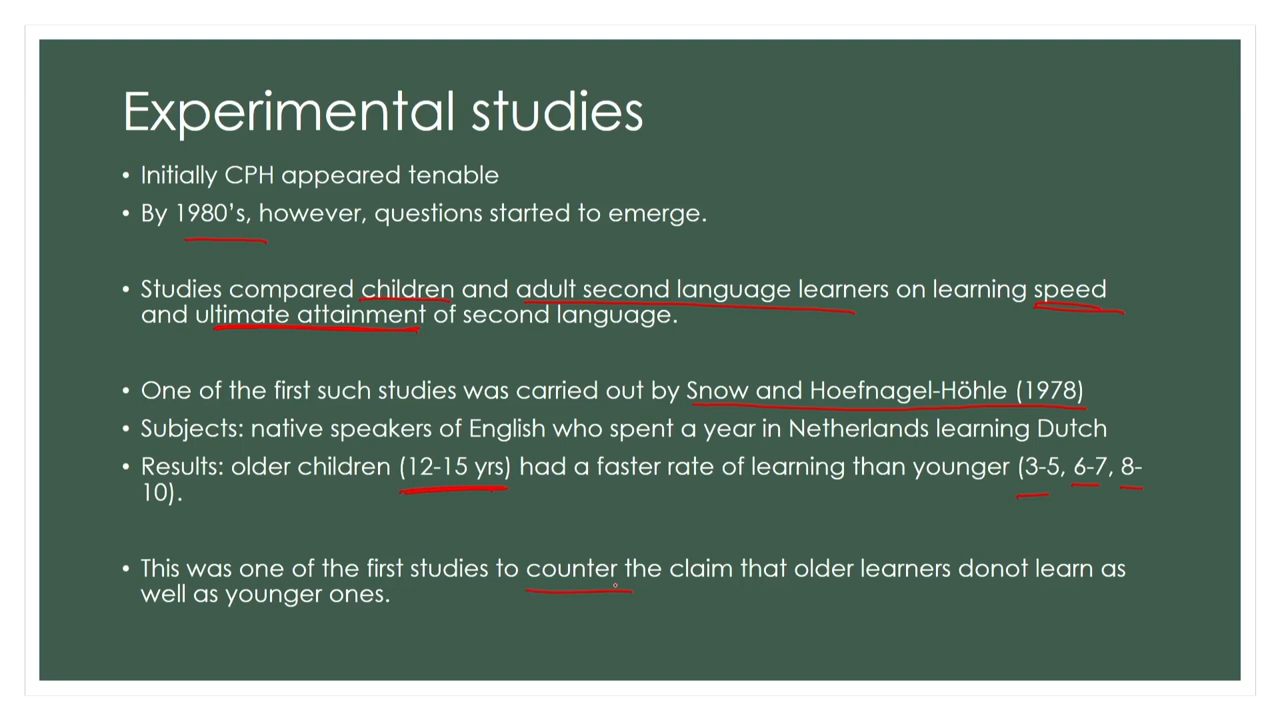 Experimental studies
• Initially CPH appeared tenable
• By 1980's, however, questions started to emerge.
• Studies compared children and adult second language learners on learning speed
and ultimate attainment of second language.
• One of the first such studies was carried out by Snow and Hoefnagel-Höhle (1978)
• Subjects: native speakers of English who spent a year in Netherlands learning Dutch
• Results: older children (12-15 yrs) had a faster rate of learning than younger (3-5, 6-7, 8-
10).
• This was one of the first studies to counter the claim that older learners donot learn as
well as younger ones.